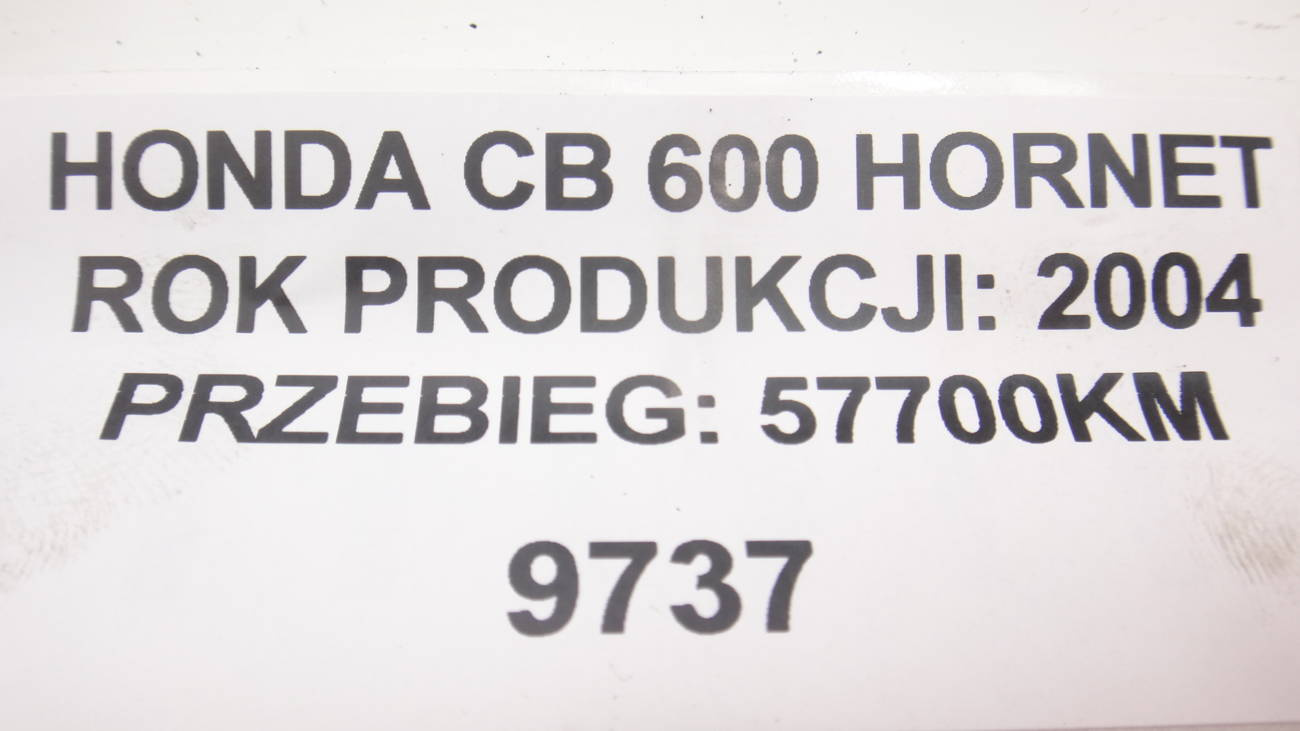 HONDA CB 600 HORNET
ROK PRODUKCJI: 2004
PRZEBIEG: 57700KM
9737